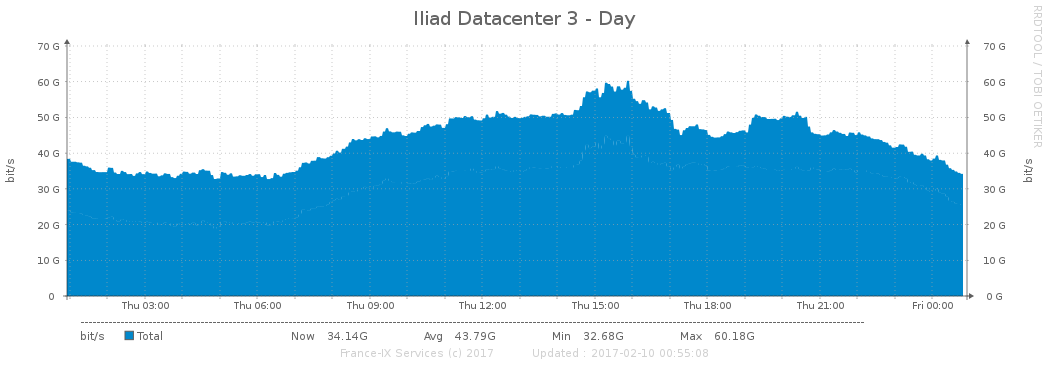 Iliad Datacenter 3 - Day
RRDTOOL / TOBI OETIKER
bit/s
70 G 70 G
60 G 60 G
50 G 50 G
40 G 40 G
30 G 30 G
20 G 20 G
10 G 10 G
0 0 G
bit/s
Thu 03:00 Thu 06:00 Thu 09:00 Thu 12:00 Thu 15:00 Thu 18:00 Thu 21:00 Fri 00:00
bit/s Total Now 34.14G Avg 43.79G Min 32.68G Max 60.18G
France-IX Services (c) 2017 Updated : 2017-02-10 00:55:08